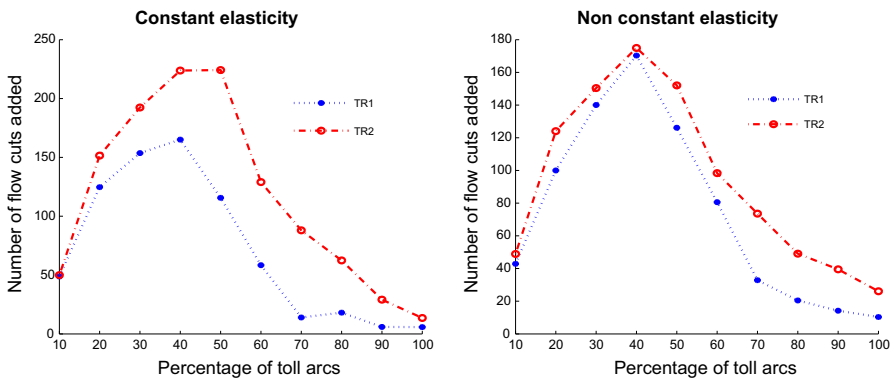 Constant elasticity
Number of flow cuts added
250
200
150
100
50
0
TR1
TR2
10 20 30 40 50 60 70 80 90 100
Percentage of toll arcs
Non constant elasticity
Number of flow cuts added
180
160
140
120
100
80
60
40
20
0
TR1
TR2
10 20 30 40 50 60 70 80 90 100
Percentage of toll arcs